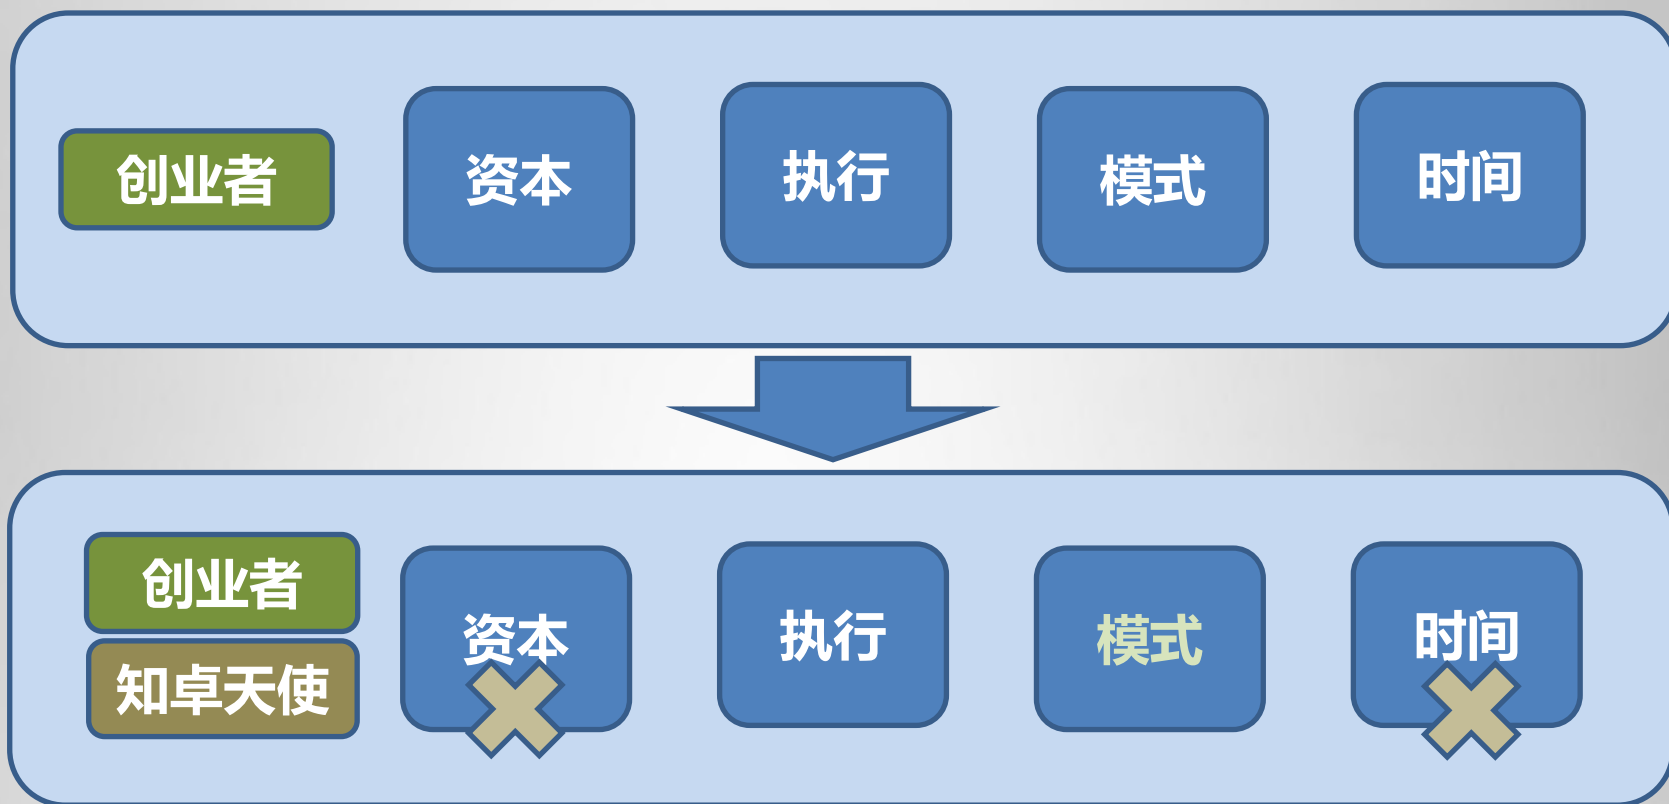 创业者
资本
执行
模式
时间
创业者
知卓天使
资本
执行
模式
时间